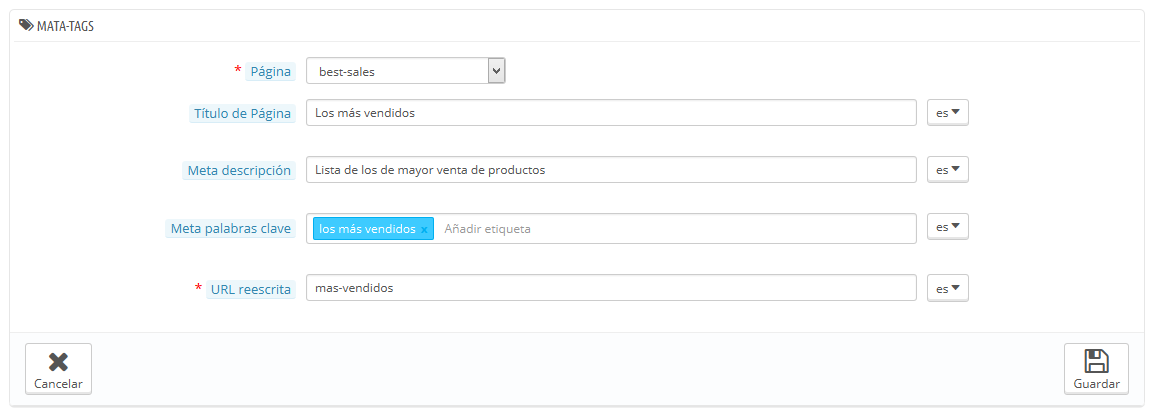 MATA-TAGS
* Página best-sales
Título de Página Los más vendidos es
Meta descripción Lista de los de mayor venta de productos es
Meta palabras clave los más vendidos x Añadir etiqueta es
* URL reescrita mas-vendidos es
Cancelar Guardar